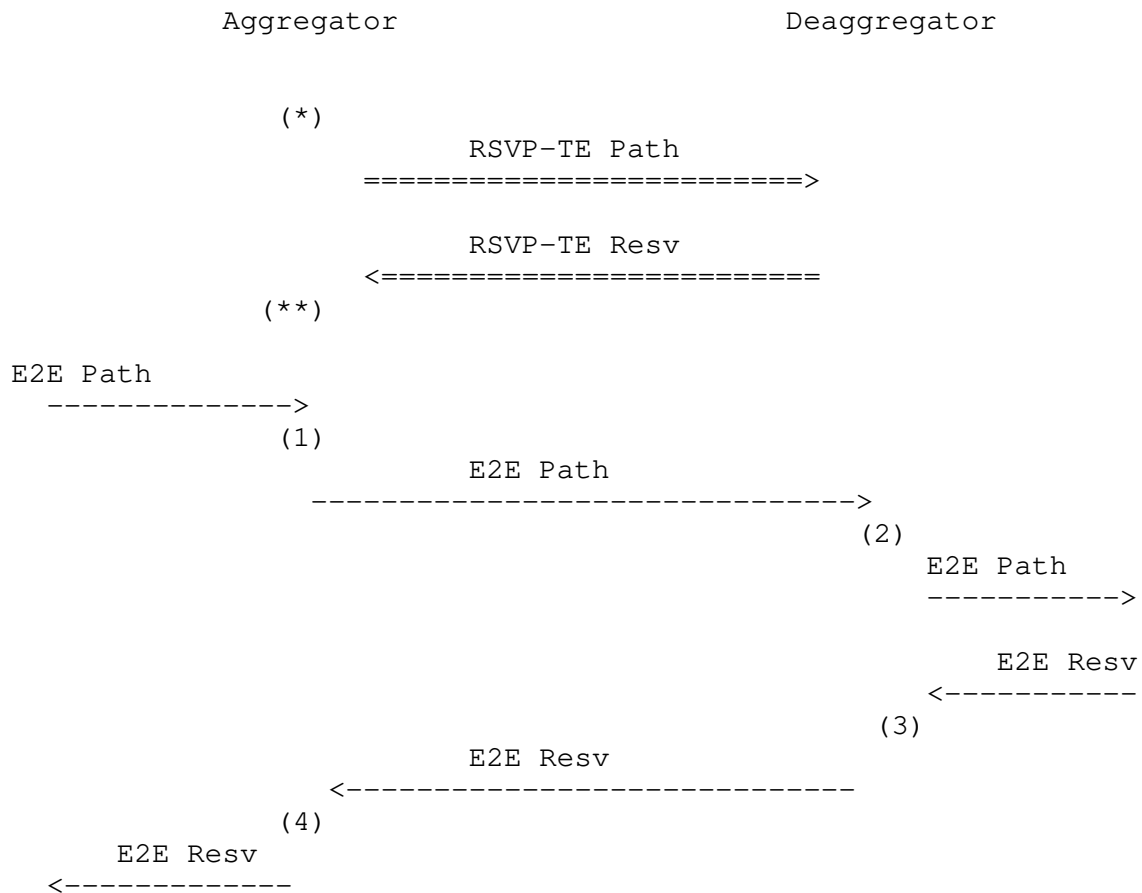 Aggregator Deaggregator
(*)
RSVP-TE Path
=========================>
RSVP-TE Resv
<=========================
(**)
E2E Path
-------------->
(1)
E2E Path
------------------------------->
(2)
E2E Path
----------->
E2E Resv
<-----------
(3)
E2E Resv
<-----------------------------
(4)
E2E Resv
<-------------